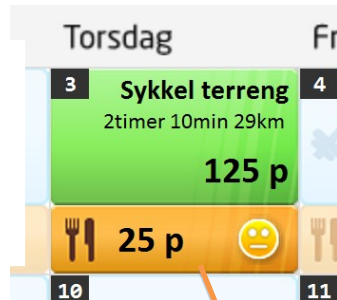 Torsdag Fr
3 Sykkel terreng 4
2timer 10min 29km
125 p
25 p
10 11